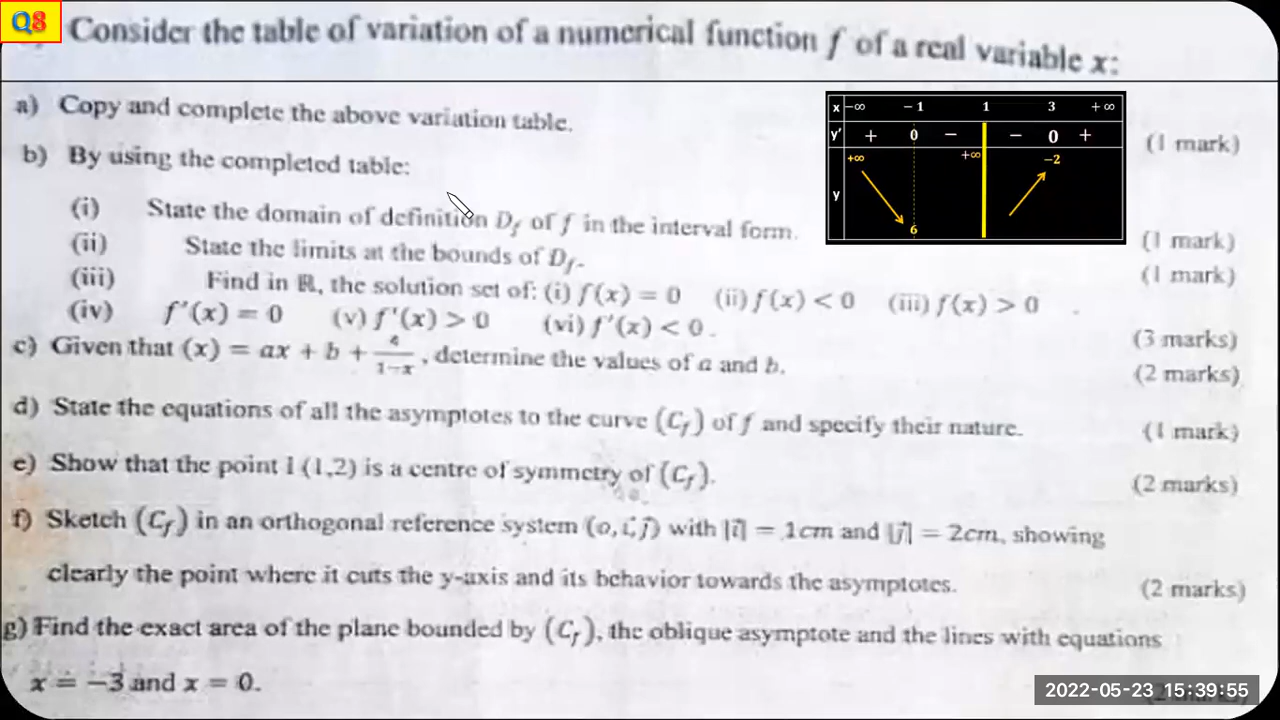 Q8
Consider the table of variation of a numerical function f of a real variable x:
a) Copy and complete the above variation table. (1 mark)
x −∞ −1 1 3 +∞
y' + 0 − − 0 +
y +∞ 6 +∞ −2
b) By using the completed table:
(i) State the domain of definition D_f of f in the interval form. (1 mark)
(ii) State the limits at the bounds of D_f. (1 mark)
(iii) Find in ℝ, the solution set of: (i) f(x) = 0 (ii) f(x) < 0 (iii) f(x) > 0 .
(iv) f'(x) = 0 (v) f'(x) > 0 (vi) f'(x) < 0 . (3 marks)
c) Given that (x) = ax + b + 4/(1−x) , determine the values of a and b. (2 marks)
d) State the equations of all the asymptotes to the curve (C_f) of f and specify their nature. (1 mark)
e) Show that the point I (1,2) is a centre of symmetry of (C_f). (2 marks)
f) Sketch (C_f) in an orthogonal reference system (o, i⃗, j⃗) with |i⃗| = 1cm and |j⃗| = 2cm, showing
clearly the point where it cuts the y-axis and its behavior towards the asymptotes. (2 marks)
g) Find the exact area of the plane bounded by (C_f), the oblique asymptote and the lines with equations
x = −3 and x = 0.
2022-05-23 15:39:55